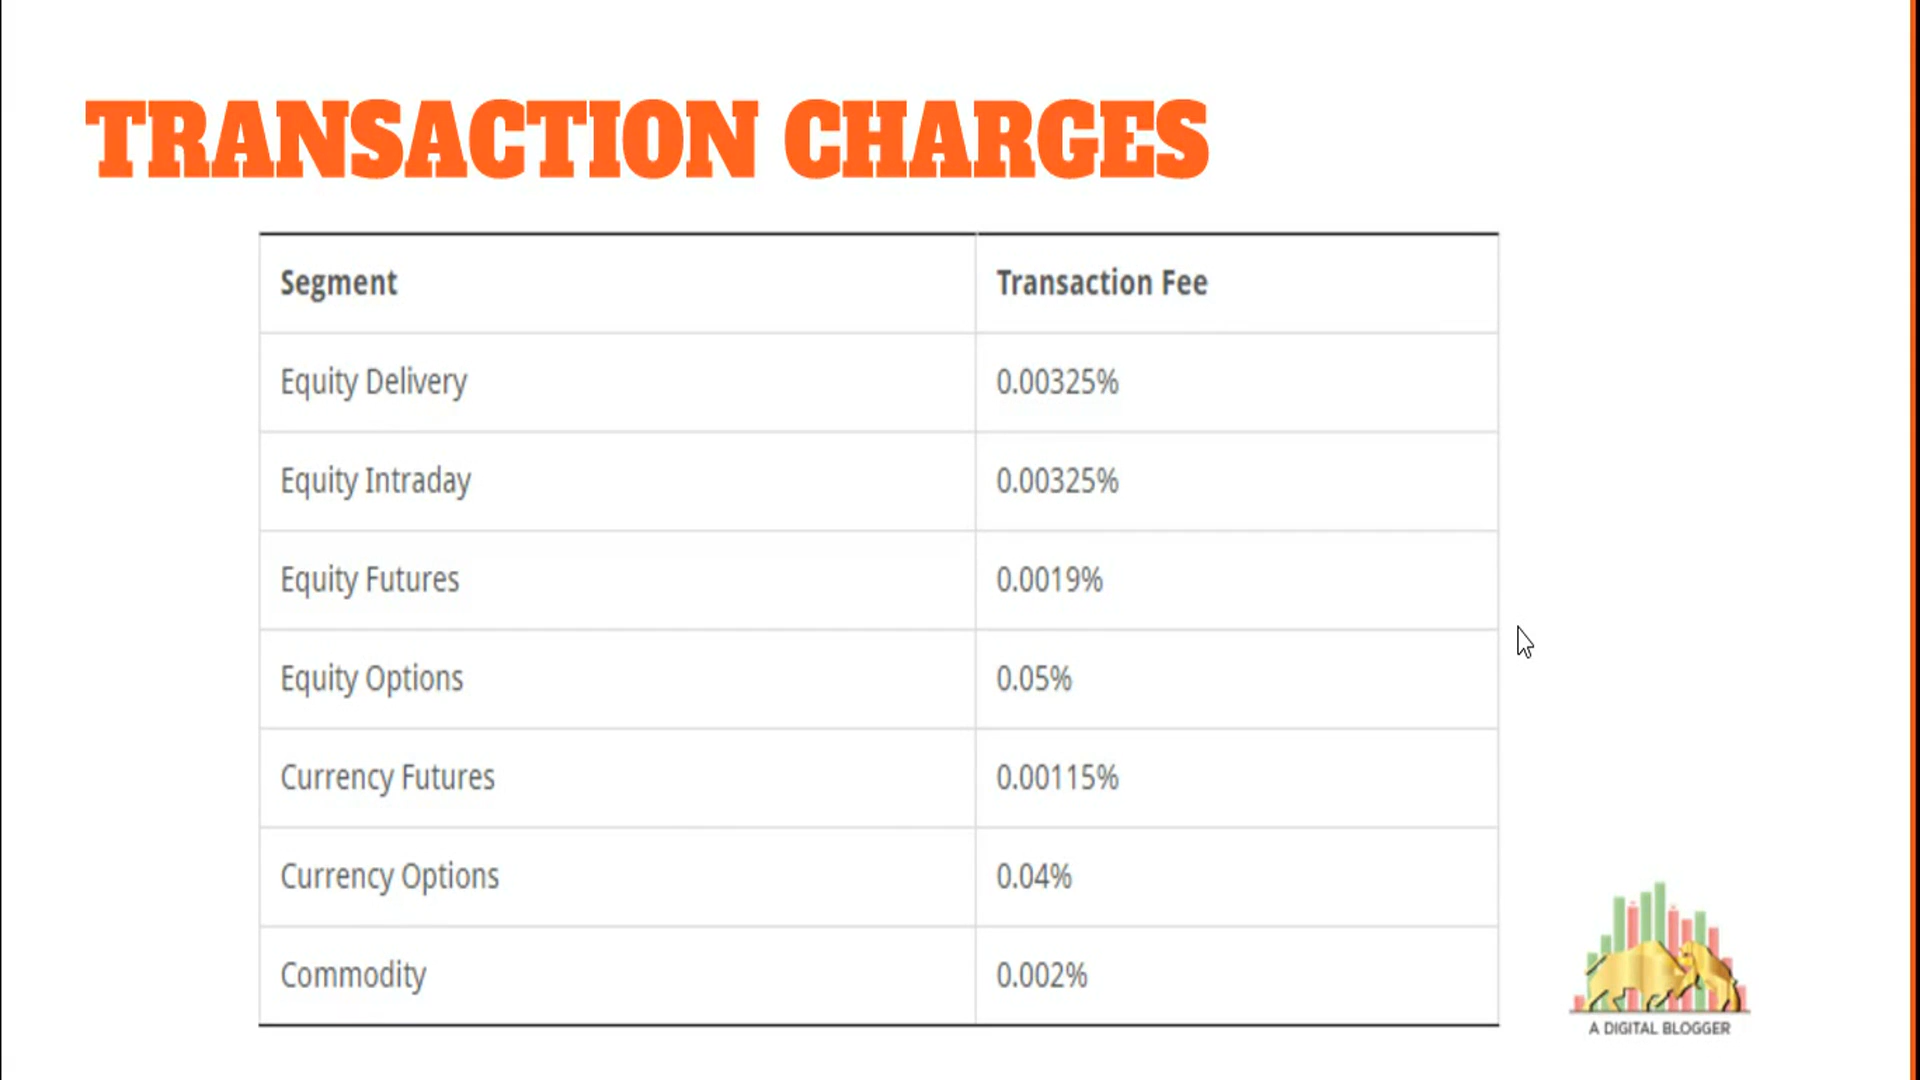 TRANSACTION CHARGES
Segment Transaction Fee
Equity Delivery 0.00325%
Equity Intraday 0.00325%
Equity Futures 0.0019%
Equity Options 0.05%
Currency Futures 0.00115%
Currency Options 0.04%
Commodity 0.002%
A DIGITAL BLOGGER